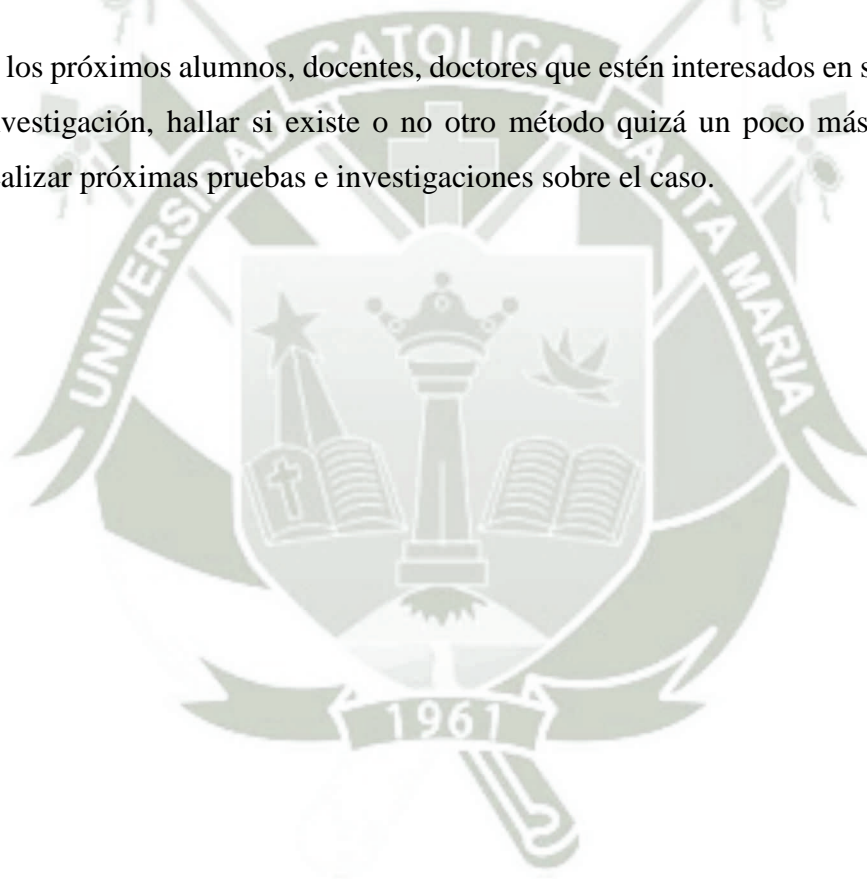 los próximos alumnos, docentes, doctores que estén interesados en s
vestigación, hallar si existe o no otro método quizá un poco más
alizar próximas pruebas e investigaciones sobre el caso.
UNIVERSIDAD CATOLICA SANTA MARIA
1961